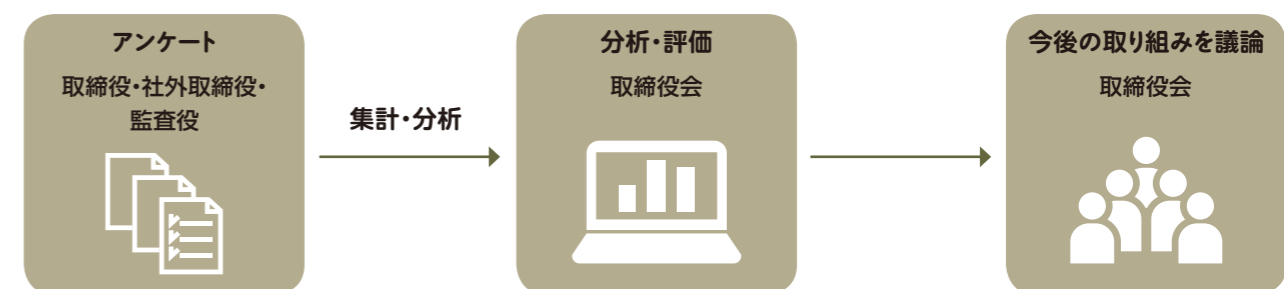 アンケート
取締役・社外取締役・
監査役
集計・分析
分析・評価
取締役会
今後の取り組みを議論
取締役会